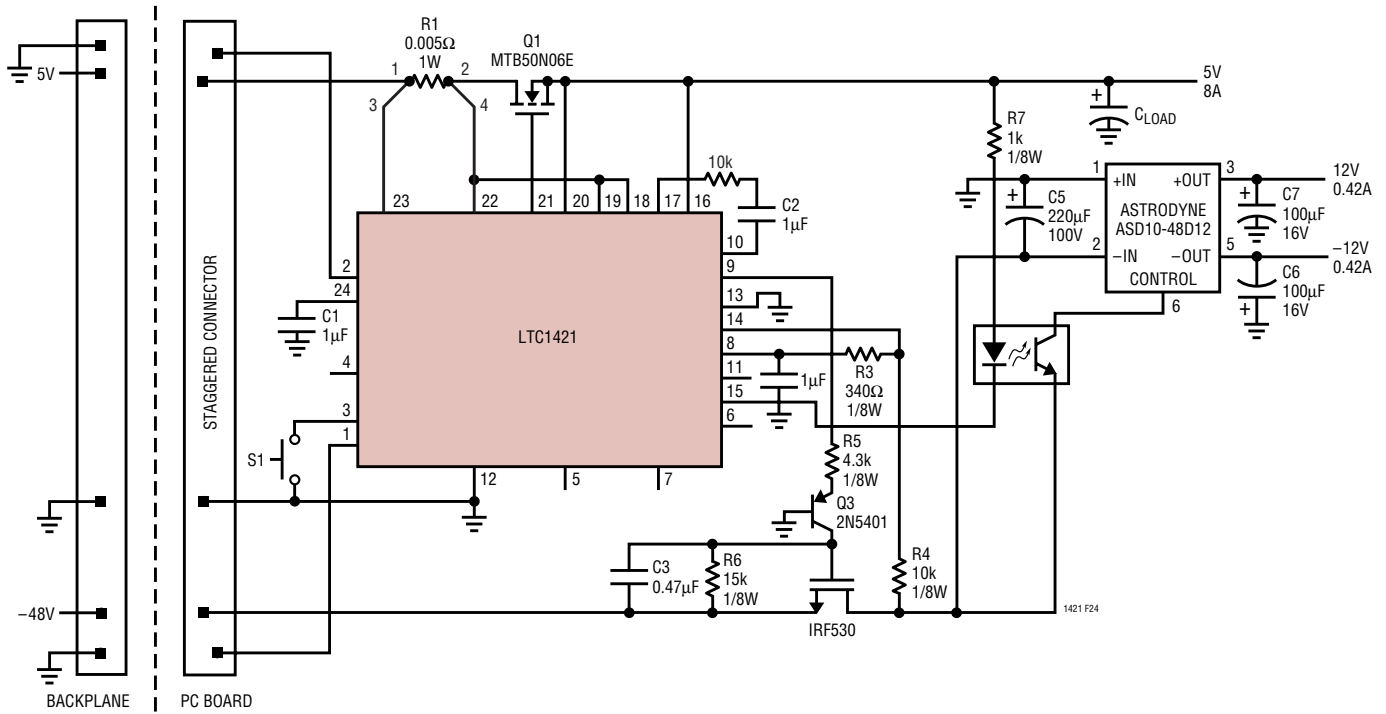 R1
0.005Ω
1W
Q1
MTB50N06E
1
2
3
4
5V
5V
8A
+
CLOAD
R7
1k
1/8W
10k
C2
1µF
23
22
21
20
19
18
17
16
10
2
24
4
3
1
9
13
14
8
11
15
6
12
5
7
LTC1421
C1
1µF
S1
STAGGERED CONNECTOR
1µF
R3
340Ω
1/8W
R5
4.3k
1/8W
Q3
2N5401
C3
0.47µF
R6
15k
1/8W
IRF530
R4
10k
1/8W
+
C5
220µF
100V
1
+IN
+OUT
3
ASTRODYNE
ASD10-48D12
2
–IN
–OUT
5
CONTROL
6
12V
0.42A
+
C7
100µF
16V
–12V
0.42A
C6
100µF
16V
+
–48V
1421 F24
BACKPLANE
PC BOARD